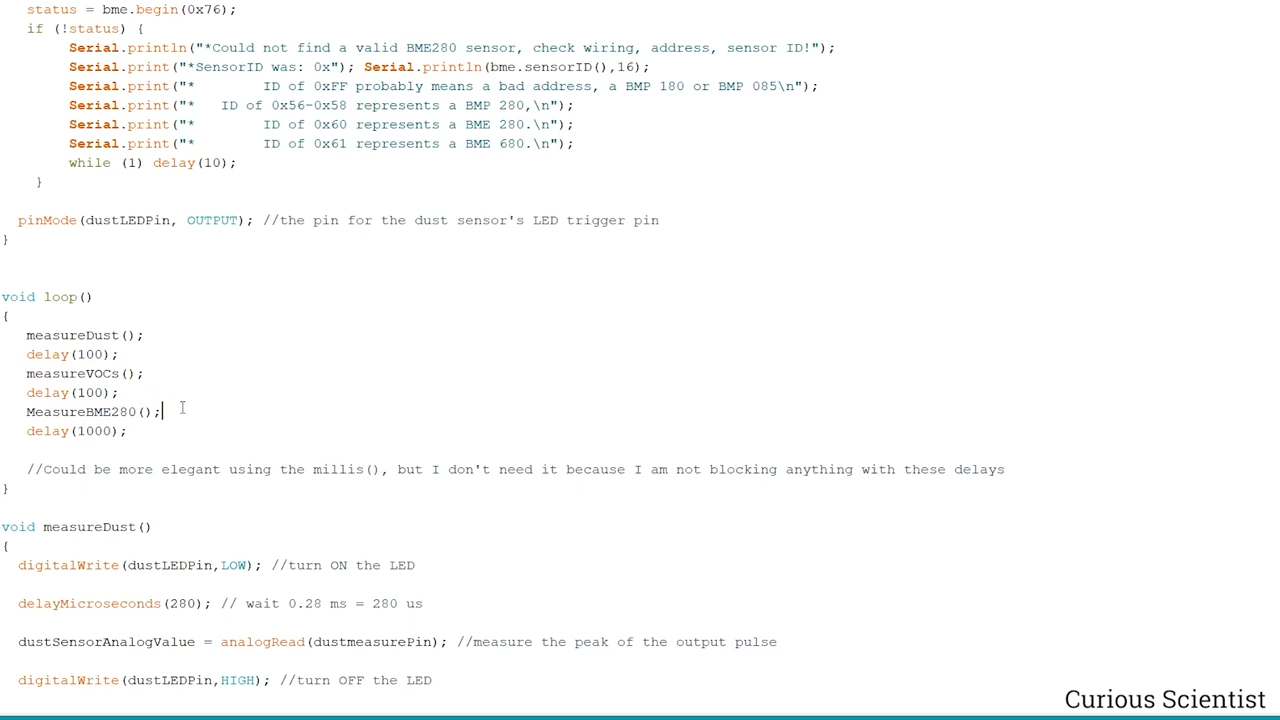 status = bme.begin(0x76);
if (!status) {
Serial.println("*Could not find a valid BME280 sensor, check wiring, address, sensor ID!");
Serial.print("*SensorID was: 0x"); Serial.println(bme.sensorID(),16);
Serial.print("*        ID of 0xFF probably means a bad address, a BMP 180 or BMP 085\n");
Serial.print("*   ID of 0x56-0x58 represents a BMP 280,\n");
Serial.print("*        ID of 0x60 represents a BME 280.\n");
Serial.print("*        ID of 0x61 represents a BME 680.\n");
while (1) delay(10);
}
pinMode(dustLEDPin, OUTPUT); //the pin for the dust sensor's LED trigger pin
}
void loop()
{
measureDust();
delay(100);
measureVOCs();
delay(100);
MeasureBME280();
delay(1000);
//Could be more elegant using the millis(), but I don't need it because I am not blocking anything with these delays
}
void measureDust()
{
digitalWrite(dustLEDPin,LOW); //turn ON the LED
delayMicroseconds(280); // wait 0.28 ms = 280 us
dustSensorAnalogValue = analogRead(dustmeasurePin); //measure the peak of the output pulse
digitalWrite(dustLEDPin,HIGH); //turn OFF the LED
Curious Scientist